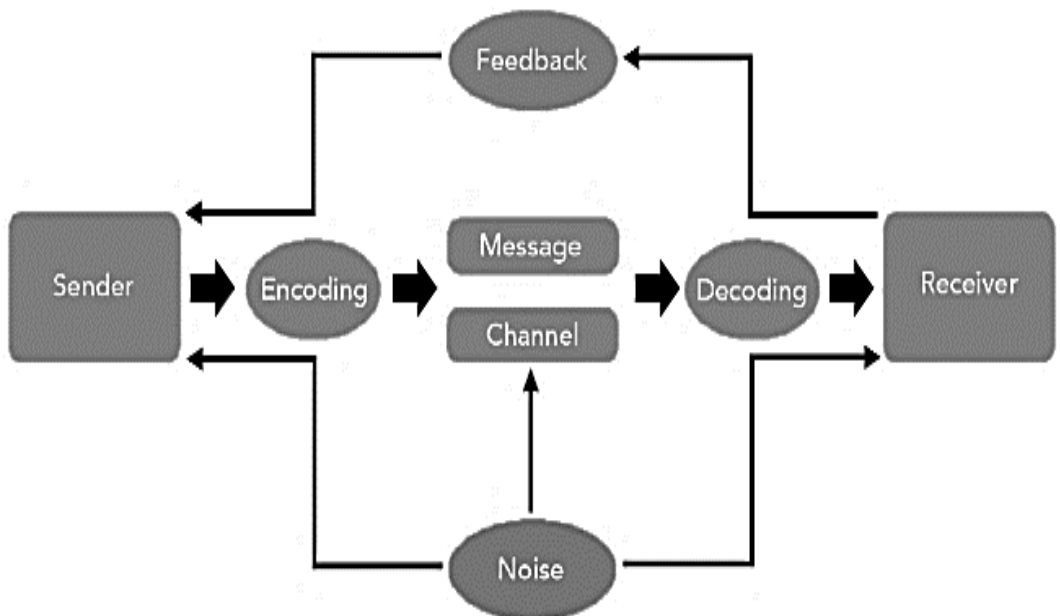 Feedback
Sender
Encoding
Message
Channel
Decoding
Receiver
Noise